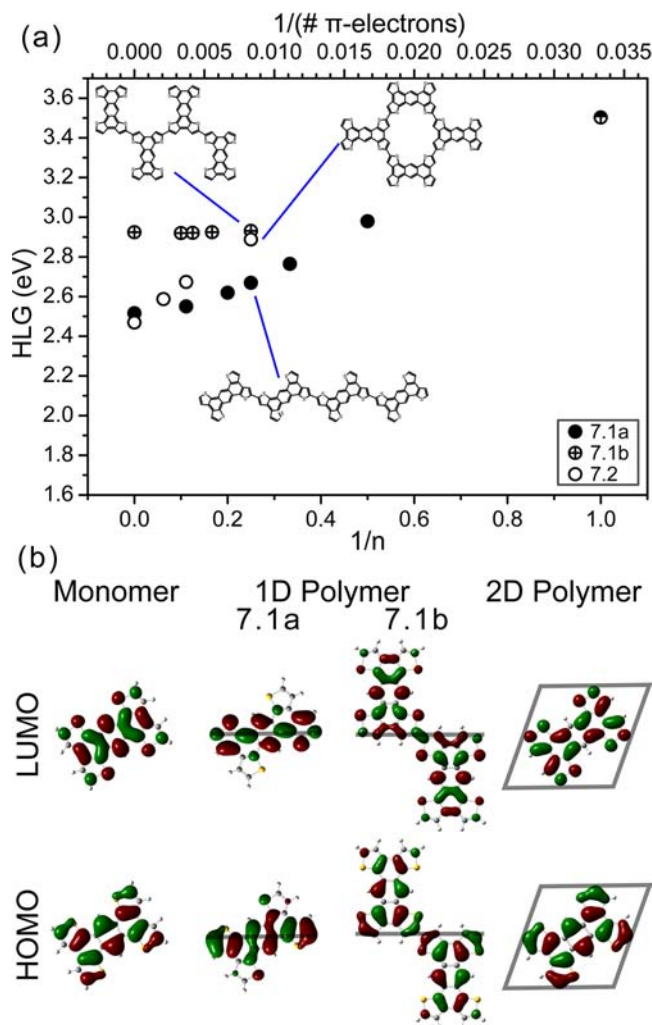 (a)
1/(# π-electrons)
0.000 0.005 0.010 0.015 0.020 0.025 0.030 0.035
HLG (eV)
3.6
3.4
3.2
3.0
2.8
2.6
2.4
2.2
2.0
1.8
1.6
7.1a
7.1b
7.2
0.0 0.2 0.4 0.6 0.8 1.0
1/n
(b)
Monomer 1D Polymer 2D Polymer
7.1a 7.1b
LUMO
HOMO